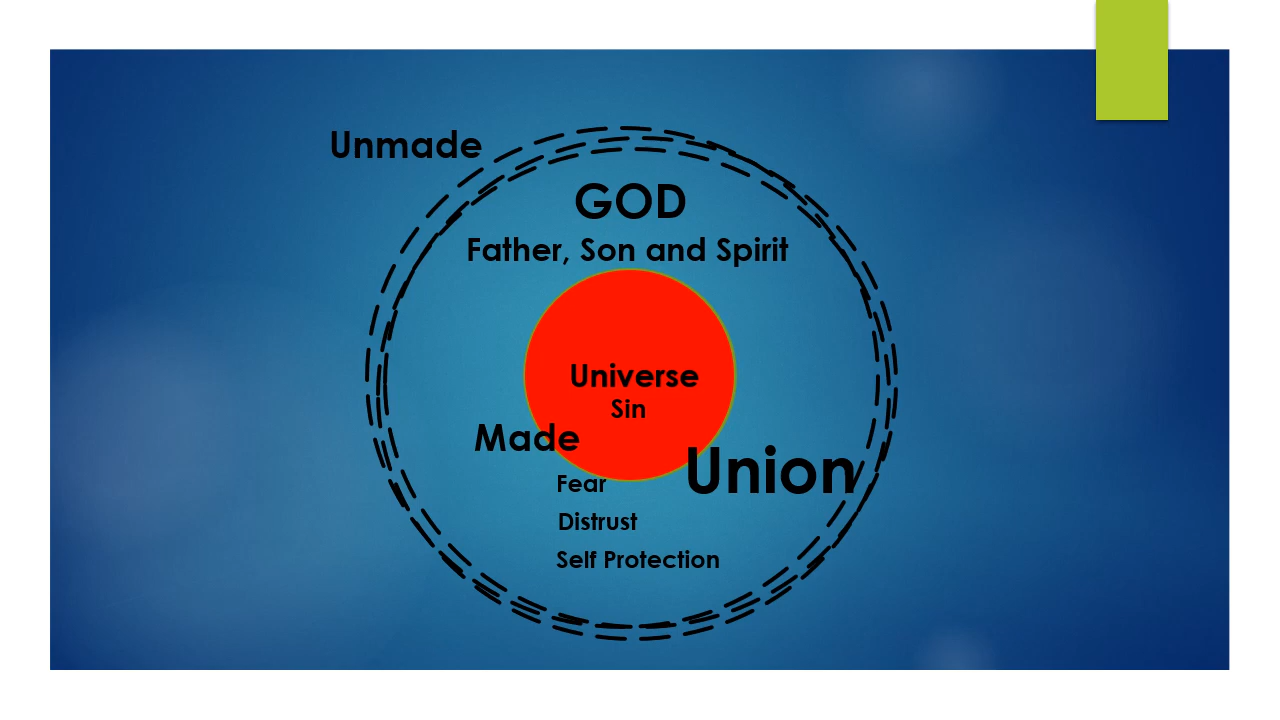 Unmade
GOD
Father, Son and Spirit
Universe
Sin
Made
Union
Fear
Distrust
Self Protection